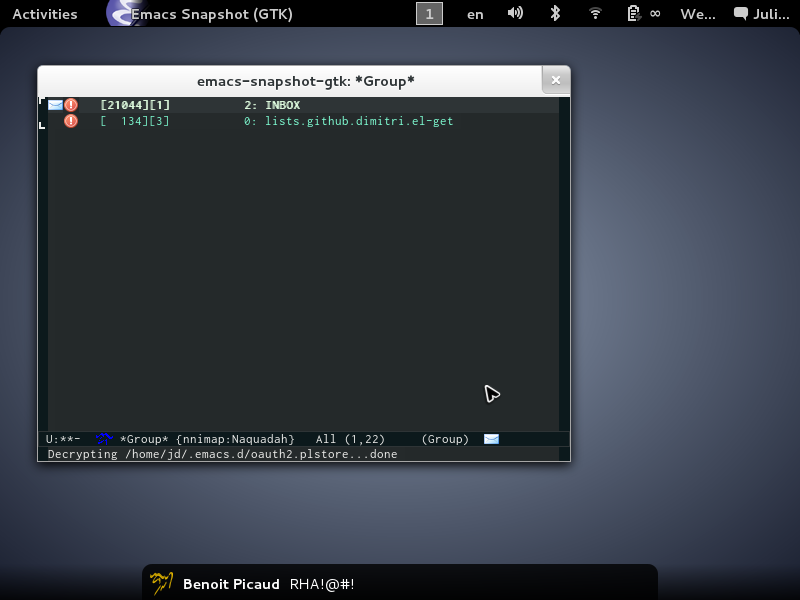 Activities Emacs Snapshot (GTK) 1 en ∞ We... Juli...
emacs-snapshot-gtk: *Group*
[21044][1] 2: INBOX
[  134][3] 0: lists.github.dimitri.el-get
U:**- *Group* {nnimap:Naquadah} All (1,22) (Group)
Decrypting /home/jd/.emacs.d/oauth2.plstore...done
Benoit Picaud RHA!@#!